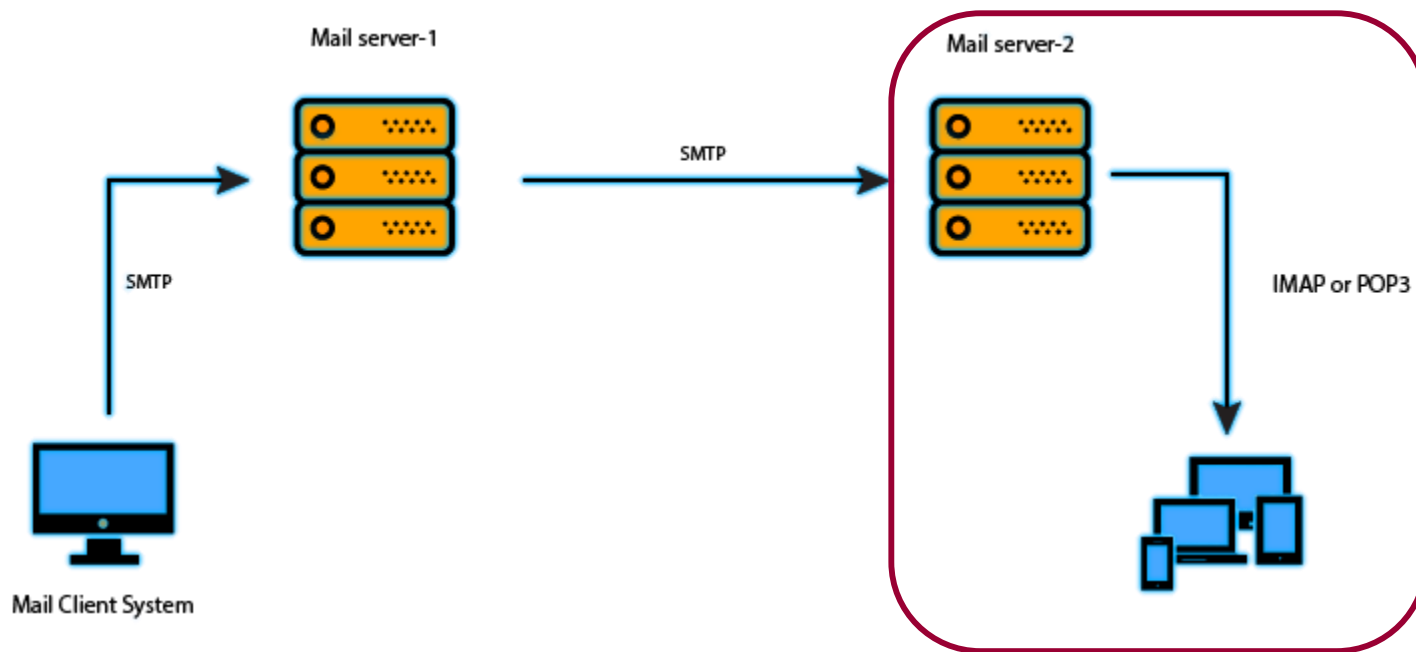 Mail server-1
Mail server-2
SMTP
SMTP
IMAP or POP3
Mail Client System